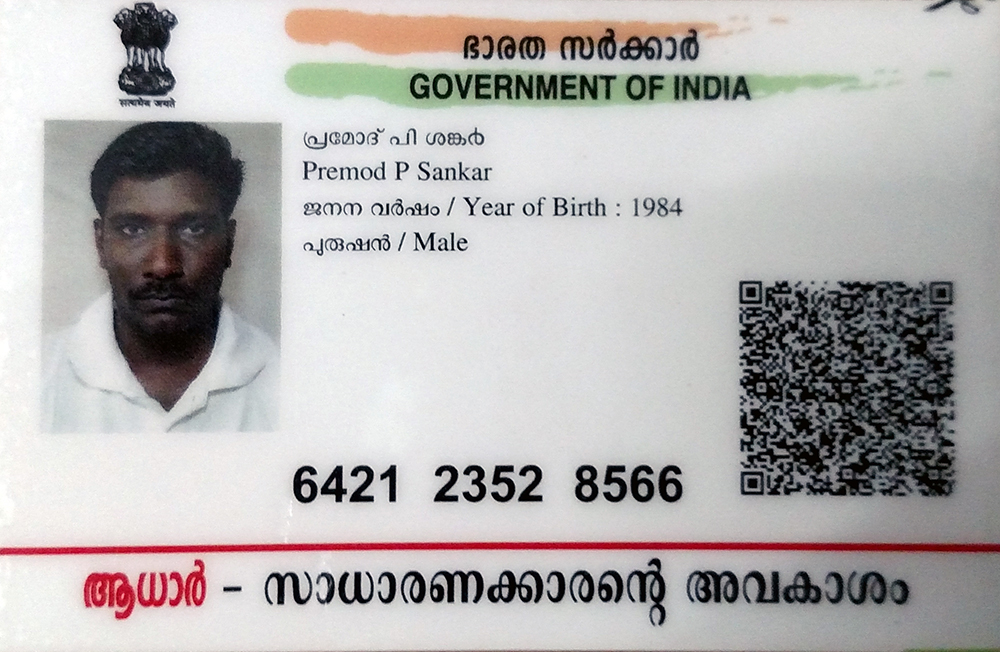 ഭാരത സർക്കാർ
GOVERNMENT OF INDIA
सत्यमेव जयते
പ്രമോദ് പി ശങ്കർ
Premod P Sankar
ജനന വർഷം / Year of Birth : 1984
പുരുഷൻ / Male
6421 2352 8566
ആധാർ – സാധാരണക്കാരന്റെ അവകാശം